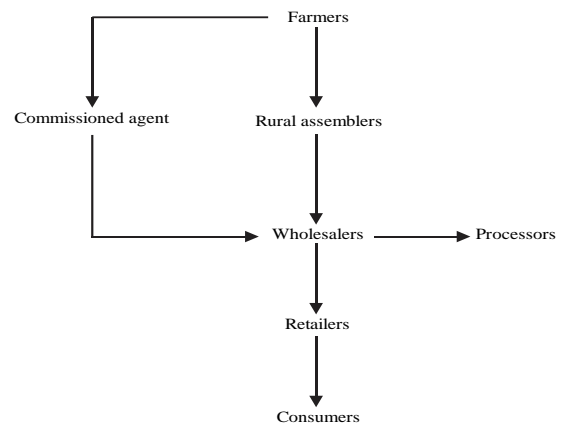 Farmers
Commissioned agent
Rural assemblers
Wholesalers
Processors
Retailers
Consumers